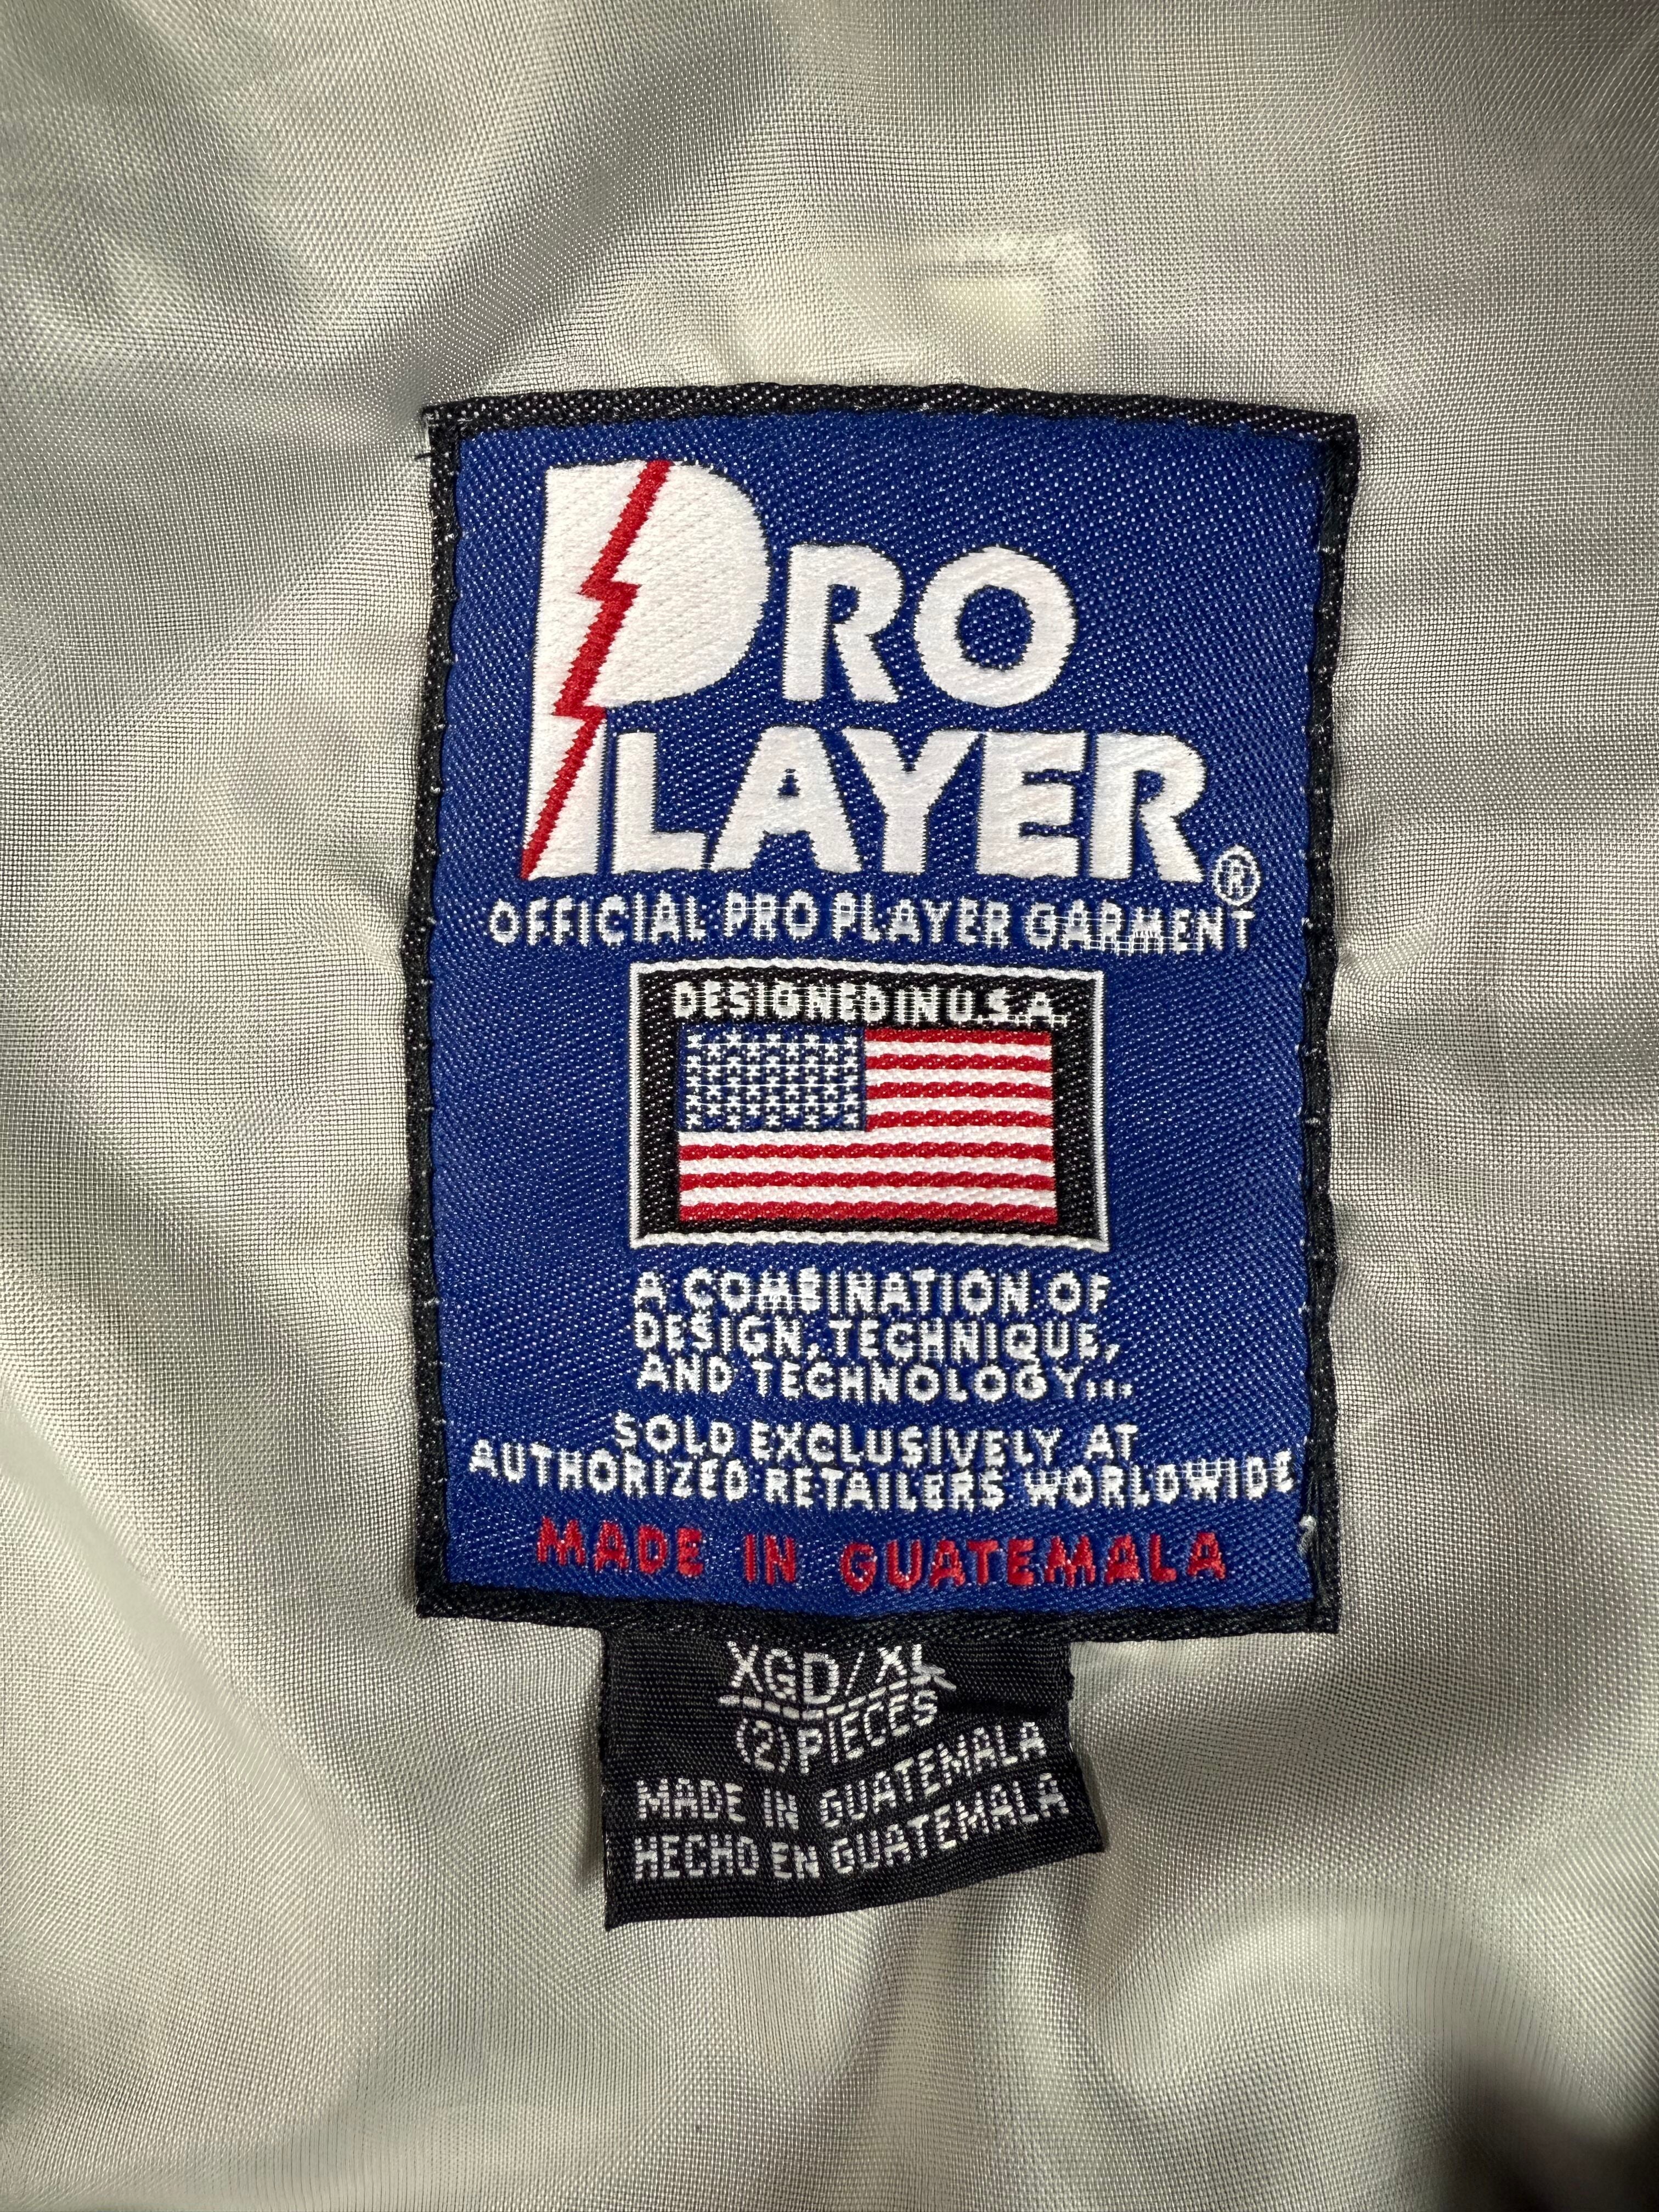 PRO
PLAYER®
OFFICIAL PRO PLAYER GARMENT
DESIGNED IN U.S.A.
A COMBINATION OF
DESIGN, TECHNIQUE,
AND TECHNOLOGY...
SOLD EXCLUSIVELY AT
AUTHORIZED RETAILERS WORLDWIDE
MADE IN GUATEMALA
XGD/XL
(2) PIECES
MADE IN GUATEMALA
HECHO EN GUATEMALA